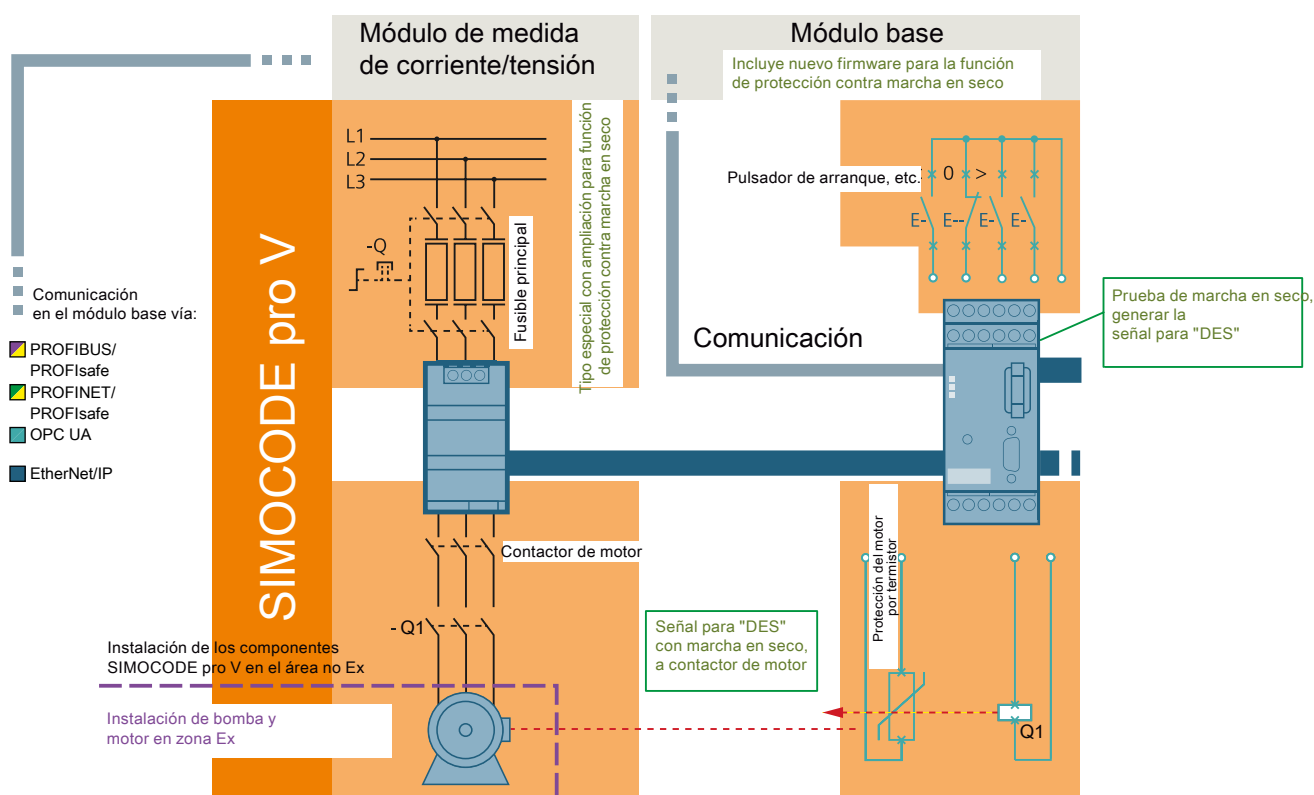 Módulo de medida
de corriente/tensión
Módulo base
Incluye nuevo firmware para la función
de protección contra marcha en seco
SIMOCODE pro V
L1
L2
L3
-Q
Fusible principal
Tipo especial con ampliación para función
de protección contra marcha en seco
Pulsador de arranque, etc.
0
>
E-
E--
E-
E-
Comunicación
en el módulo base vía:
PROFIBUS/
PROFIsafe
PROFINET/
PROFIsafe
OPC UA
EtherNet/IP
Comunicación
Prueba de marcha en seco,
generar la
señal para "DES"
Contactor de motor
- Q1
Protección del motor
por termistor
Señal para "DES"
con marcha en seco,
a contactor de motor
Instalación de los componentes
SIMOCODE pro V en el área no Ex
Instalación de bomba y
motor en zona Ex
Q1